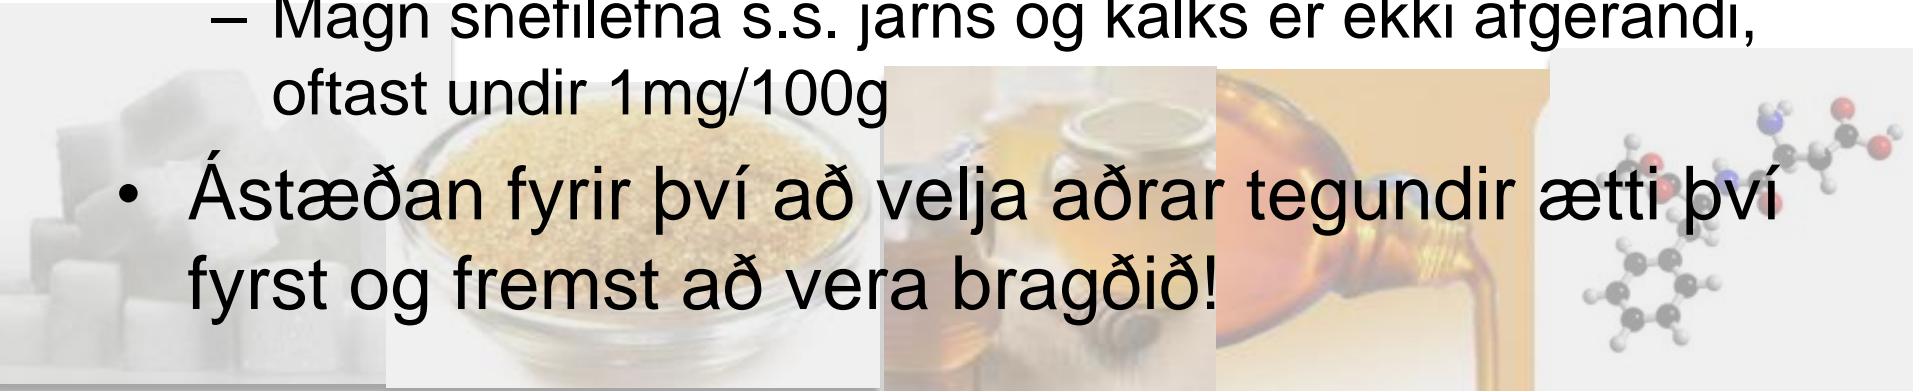 – Magn snefilefna s.s. járns og kalks er ekki afgerandi,
oftast undir 1mg/100g
• Ástæðan fyrir því að velja aðrar tegundir ætti því
fyrst og fremst að vera bragðið!